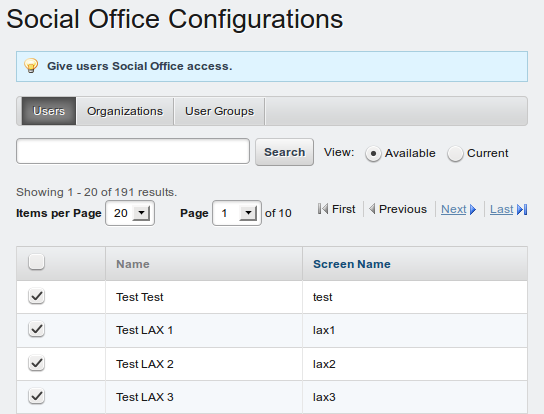 Social Office Configurations
Give users Social Office access.
Users Organizations User Groups
Search View: Available Current
Showing 1 - 20 of 191 results.
Items per Page 20 Page 1 of 10 First Previous Next Last
Name Screen Name
Test Test test
Test LAX 1 lax1
Test LAX 2 lax2
Test LAX 3 lax3